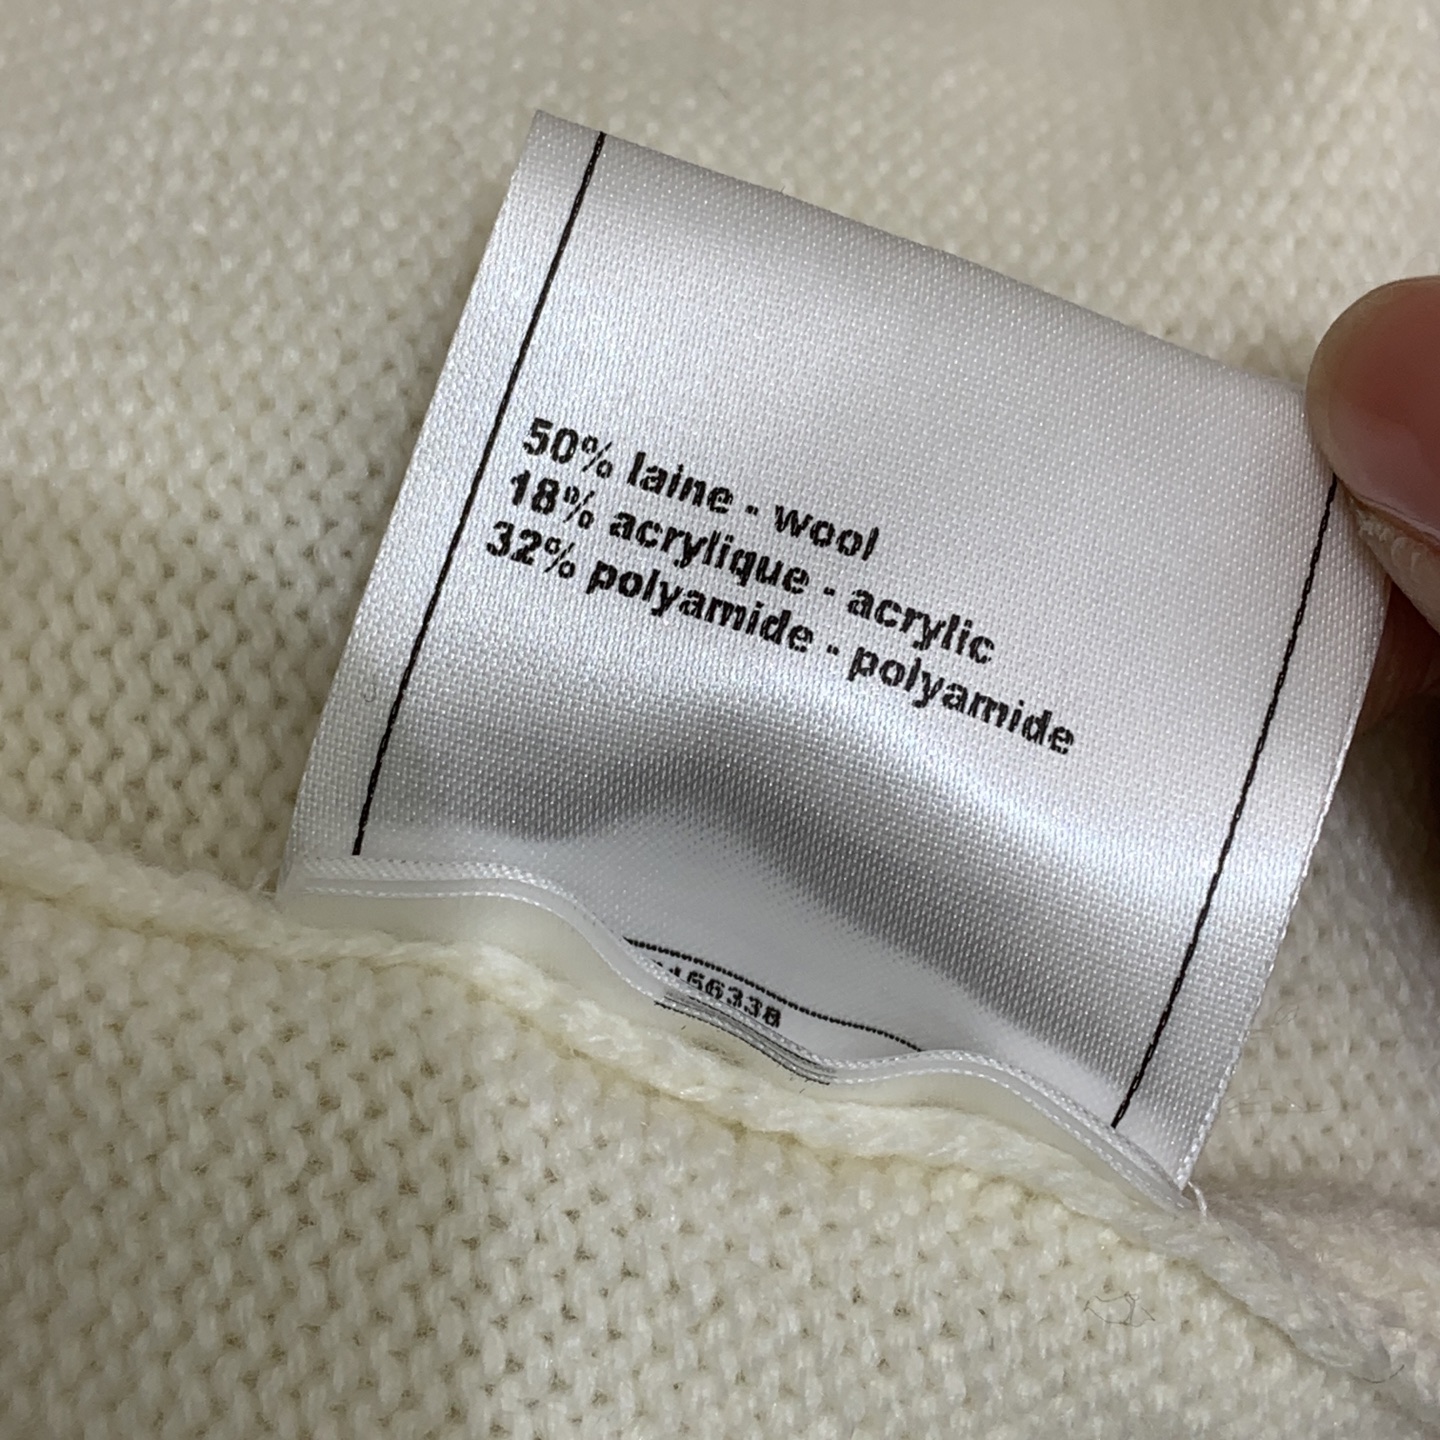 50% laine - wool
18% acrylique - acrylic
32% polyamide - polyamide